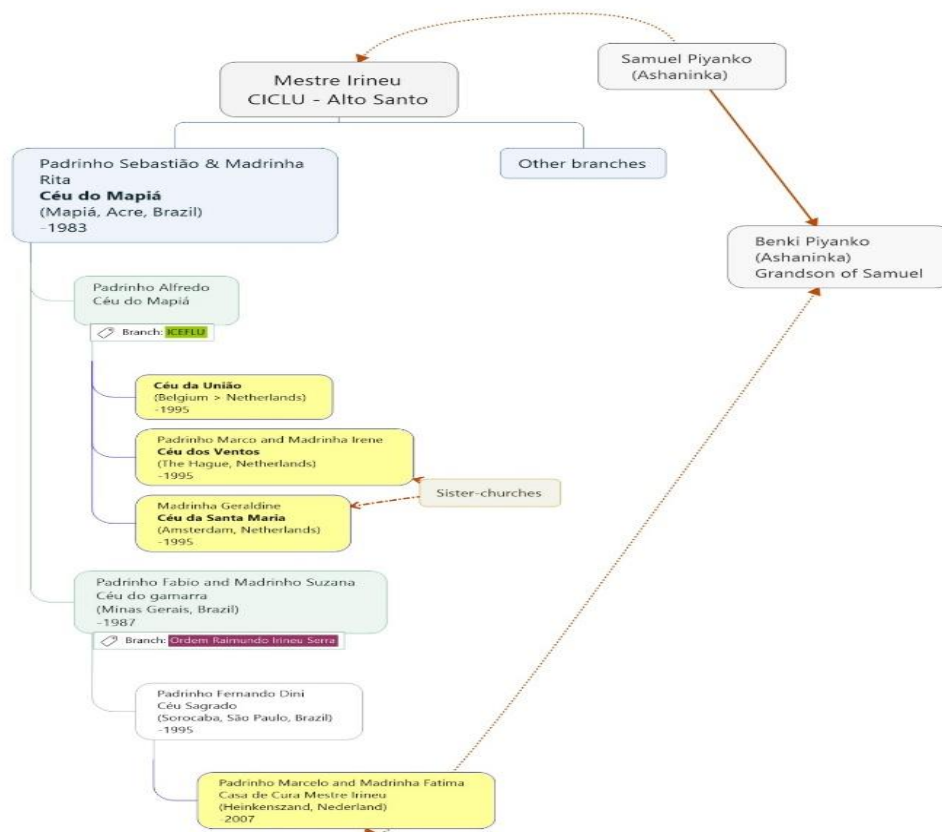 Samuel Piyanko
(Ashaninka)
Mestre Irineu
CICLU - Alto Santo
Padrinho Sebastião & Madrinha
Rita
Céu do Mapiá
(Mapiá, Acre, Brazil)
-1983
Other branches
Benki Piyanko
(Ashaninka)
Grandson of Samuel
Padrinho Alfredo
Céu do Mapiá
Branch: ICEFLU
Céu da União
(Belgium > Netherlands)
-1995
Padrinho Marco and Madrinha Irene
Céu dos Ventos
(The Hague, Netherlands)
-1995
Sister-churches
Madrinha Geraldine
Céu da Santa Maria
(Amsterdam, Netherlands)
-1995
Padrinho Fabio and Madrinho Suzana
Céu do gamarra
(Minas Gerais, Brazil)
-1987
Branch: Ordem Raimundo Irineu Serra
Padrinho Fernando Dini
Céu Sagrado
(Sorocaba, São Paulo, Brazil)
-1995
Padrinho Marcelo and Madrinha Fatima
Casa de Cura Mestre Irineu
(Heinkenszand, Nederland)
-2007